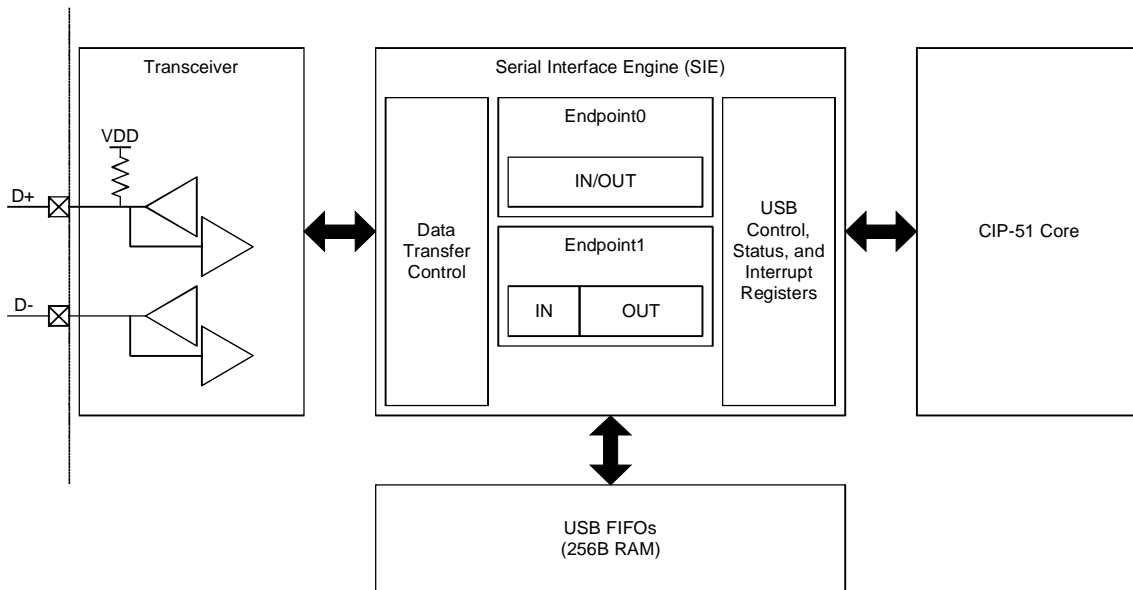 Transceiver
VDD
D+
D-
Serial Interface Engine (SIE)
Data
Transfer
Control
Endpoint0
IN/OUT
Endpoint1
IN
OUT
USB
Control,
Status, and
Interrupt
Registers
CIP-51 Core
USB FIFOs
(256B RAM)